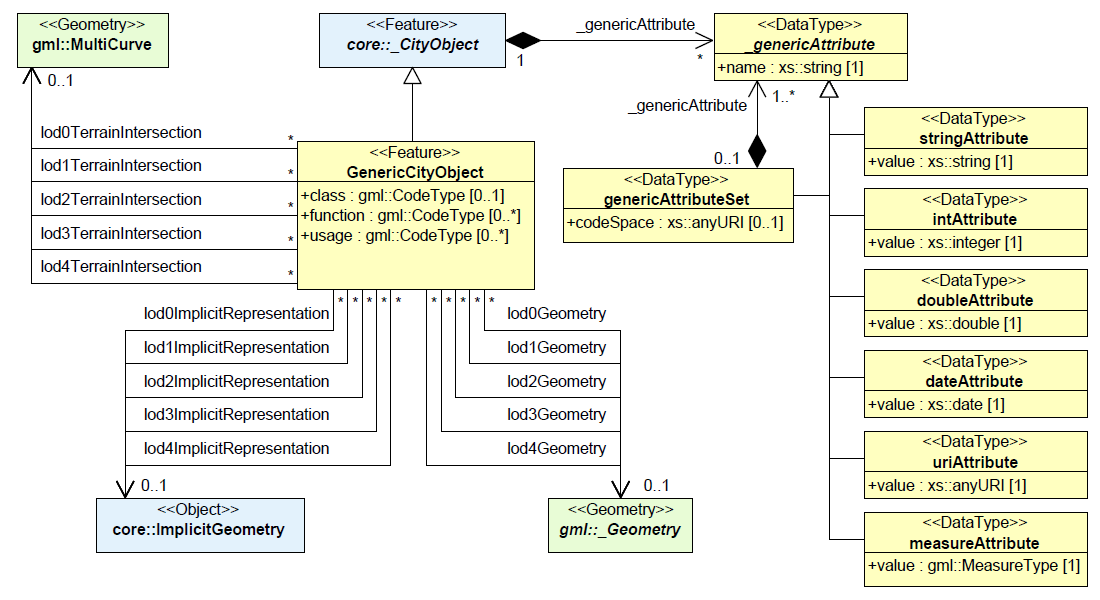 <<Geometry>>
gml::MultiCurve
<<Feature>>
core::_CityObject
_genericAttribute
1
*
<<DataType>>
_genericAttribute
+name : xs::string [1]
0..1
_genericAttribute
1..*
0..1
lod0TerrainIntersection
*
lod1TerrainIntersection
*
lod2TerrainIntersection
*
lod3TerrainIntersection
*
lod4TerrainIntersection
*
<<Feature>>
GenericCityObject
+class : gml::CodeType [0..1]
+function : gml::CodeType [0..*]
+usage : gml::CodeType [0..*]
<<DataType>>
genericAttributeSet
+codeSpace : xs::anyURI [0..1]
<<DataType>>
stringAttribute
+value : xs::string [1]
<<DataType>>
intAttribute
+value : xs::integer [1]
<<DataType>>
doubleAttribute
+value : xs::double [1]
<<DataType>>
dateAttribute
+value : xs::date [1]
<<DataType>>
uriAttribute
+value : xs::anyURI [1]
<<DataType>>
measureAttribute
+value : gml::MeasureType [1]
* * * * *
* * * * *
lod0ImplicitRepresentation
lod1ImplicitRepresentation
lod2ImplicitRepresentation
lod3ImplicitRepresentation
lod4ImplicitRepresentation
0..1
<<Object>>
core::ImplicitGeometry
lod0Geometry
lod1Geometry
lod2Geometry
lod3Geometry
lod4Geometry
0..1
<<Geometry>>
gml::_Geometry